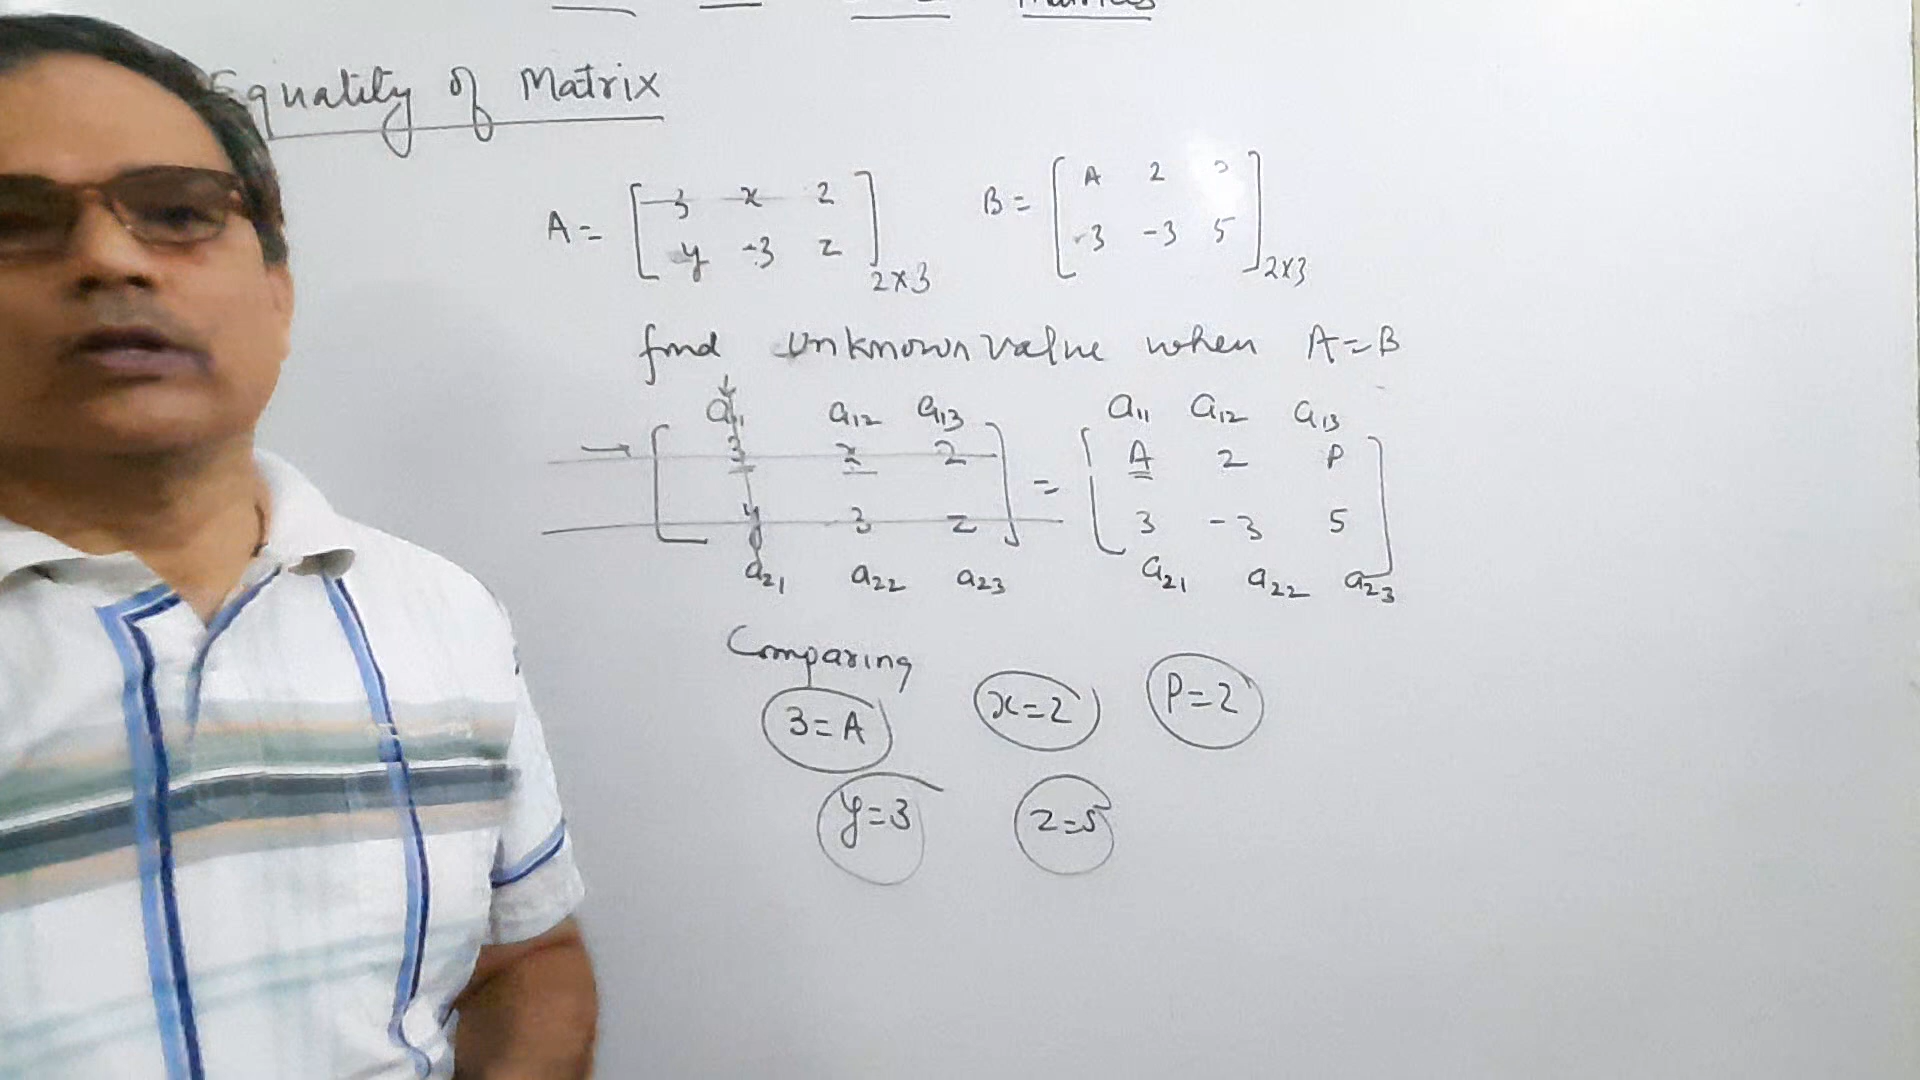 Matrices
Equality of Matrix
A = [ 3 x 2
y -3 z ] 2×3
B = [ A 2
-3 -3 5 ] 2×3
find unknown value when A=B
a11 a12 a13 a11 a12 a13
→ [ 3 x 2 = [ A 2 P
y 3 z ] 3 -3 5 ]
a21 a22 a23 a21 a22 a23
Comparing
3=A x=2 P=2
y=3 z=5